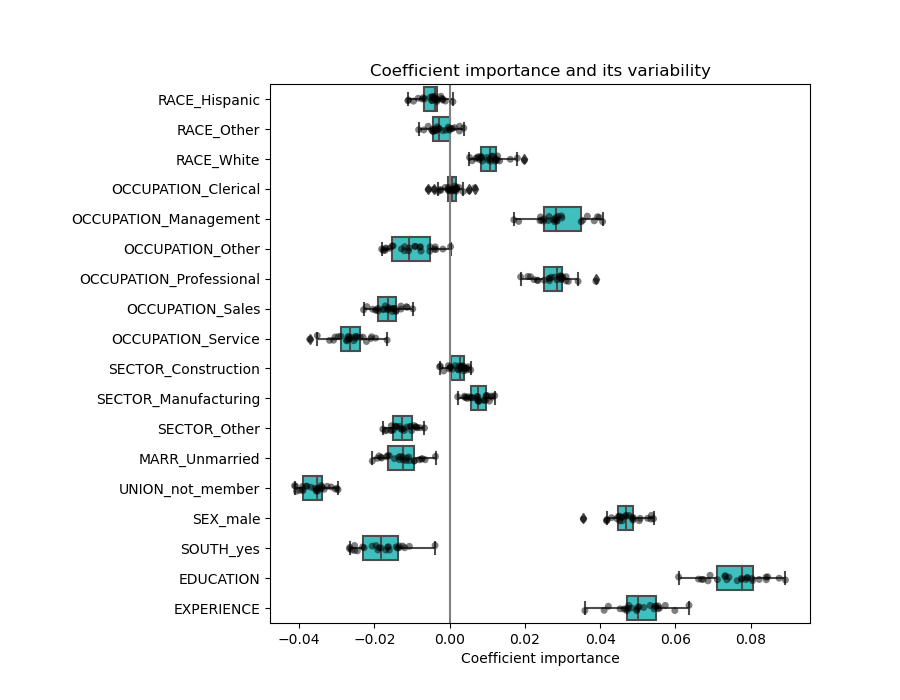 Coefficient importance and its variability
RACE_Hispanic
RACE_Other
RACE_White
OCCUPATION_Clerical
OCCUPATION_Management
OCCUPATION_Other
OCCUPATION_Professional
OCCUPATION_Sales
OCCUPATION_Service
SECTOR_Construction
SECTOR_Manufacturing
SECTOR_Other
MARR_Unmarried
UNION_not_member
SEX_male
SOUTH_yes
EDUCATION
EXPERIENCE
−0.04 −0.02 0.00 0.02 0.04 0.06 0.08
Coefficient importance